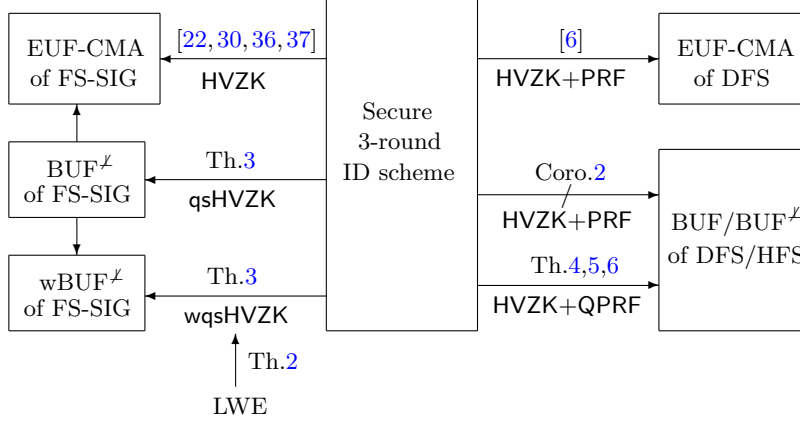 EUF-CMA
of FS-SIG
[22, 30, 36, 37]
HVZK
Secure
3-round
ID scheme
[6]
HVZK+PRF
EUF-CMA
of DFS
BUF^⊬
of FS-SIG
Th.3
qsHVZK
Coro.2
HVZK+PRF
BUF/BUF^⊬
of DFS/HFS
wBUF^⊬
of FS-SIG
Th.3
wqsHVZK
Th.4,5,6
HVZK+QPRF
Th.2
LWE